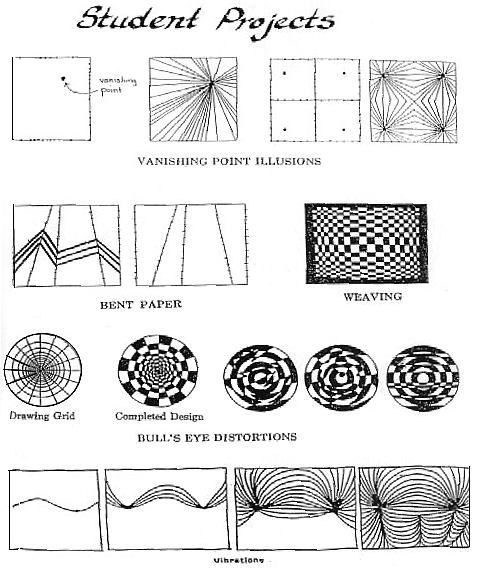 Student Projects
vanishing
point
VANISHING POINT ILLUSIONS
BENT PAPER
WEAVING
Drawing Grid
Completed Design
BULL'S EYE DISTORTIONS
Vibrations